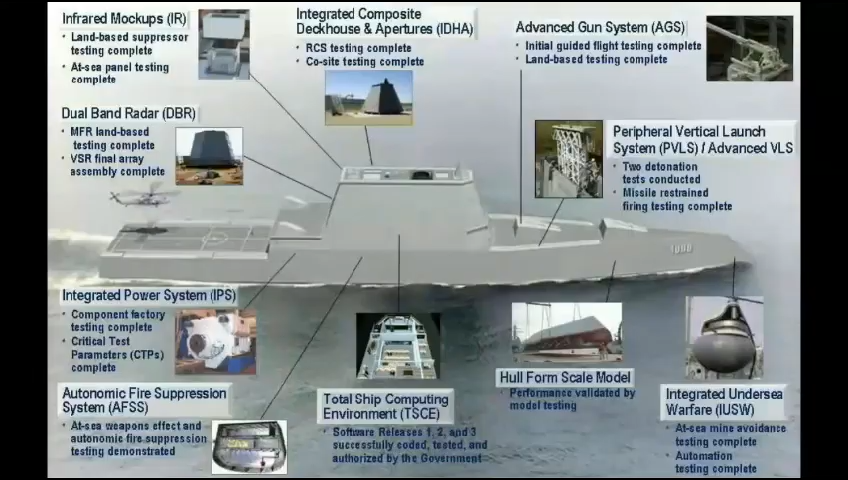 Infrared Mockups (IR)
• Land-based suppressor
testing complete
• At-sea panel testing
complete
Integrated Composite
Deckhouse & Apertures (IDHA)
• RCS testing complete
• Co-site testing complete
Advanced Gun System (AGS)
• Initial guided flight testing complete
• Land-based testing complete
Dual Band Radar (DBR)
• MFR land-based
testing complete
• VSR final array
assembly complete
Peripheral Vertical Launch
System (PVLS) / Advanced VLS
• Two detonation
tests conducted
• Missile restrained
firing testing complete
Integrated Power System (IPS)
• Component factory
testing complete
• Critical Test
Parameters (CTPs)
complete
Autonomic Fire Suppression
System (AFSS)
• At-sea weapons effect and
autonomic fire suppression
testing demonstrated
Total Ship Computing
Environment (TSCE)
• Software Releases 1, 2, and 3
successfully coded, tested, and
authorized by the Government
Hull Form Scale Model
• Performance validated by
model testing
Integrated Undersea
Warfare (IUSW)
• At-sea mine avoidance
testing complete
• Automation
testing complete